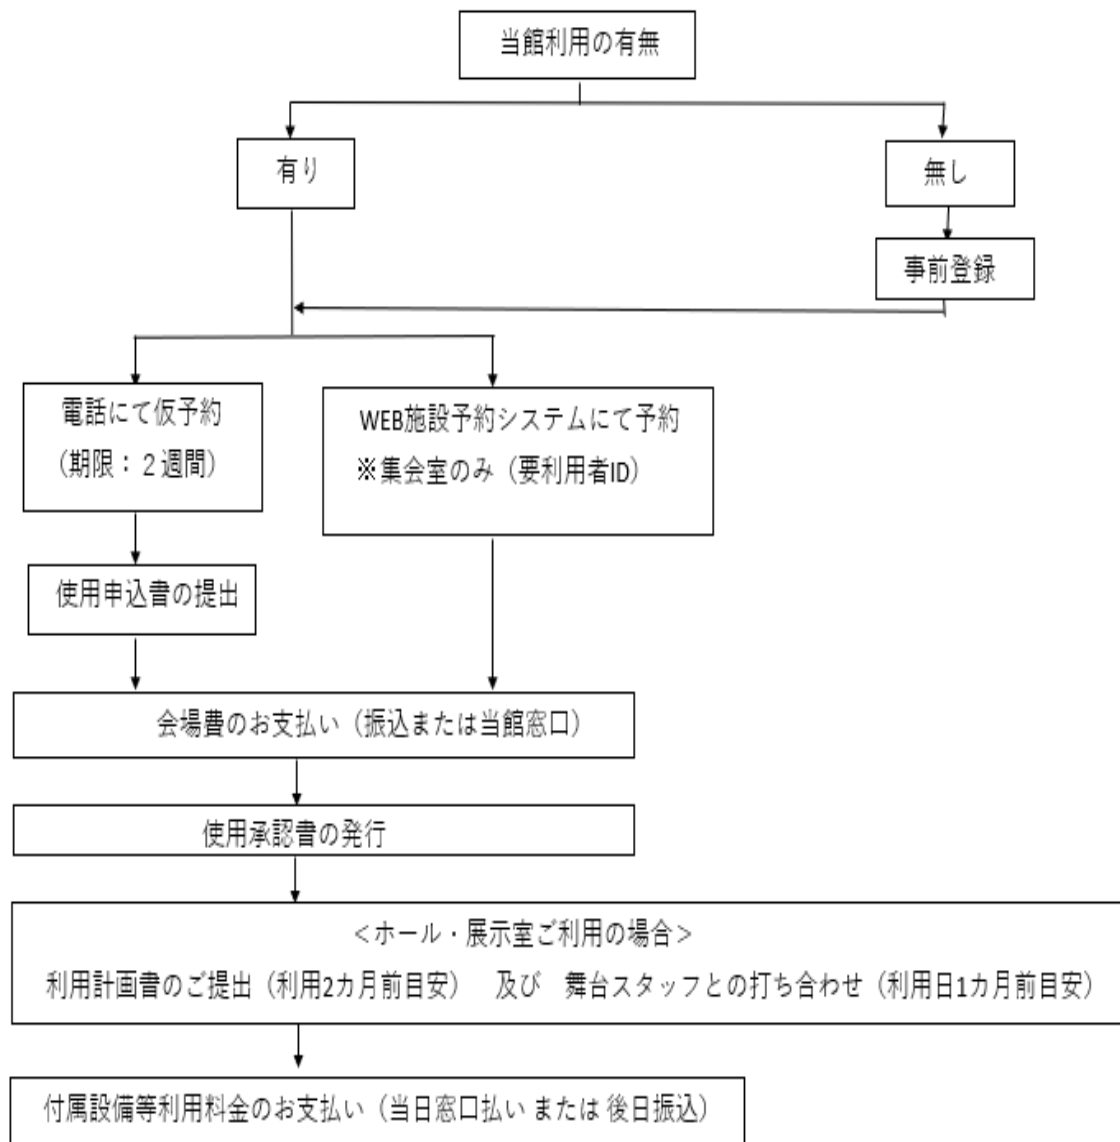 当館利用の有無
有り
無し
事前登録
電話にて仮予約
（期限：２週間）
WEB施設予約システムにて予約
※集会室のみ（要利用者ID）
使用申込書の提出
会場費のお支払い（振込または当館窓口）
使用承認書の発行
＜ホール・展示室ご利用の場合＞
利用計画書のご提出（利用2カ月前目安）　及び　舞台スタッフとの打ち合わせ（利用日1カ月前目安）
付属設備等利用料金のお支払い（当日窓口払い または 後日振込）